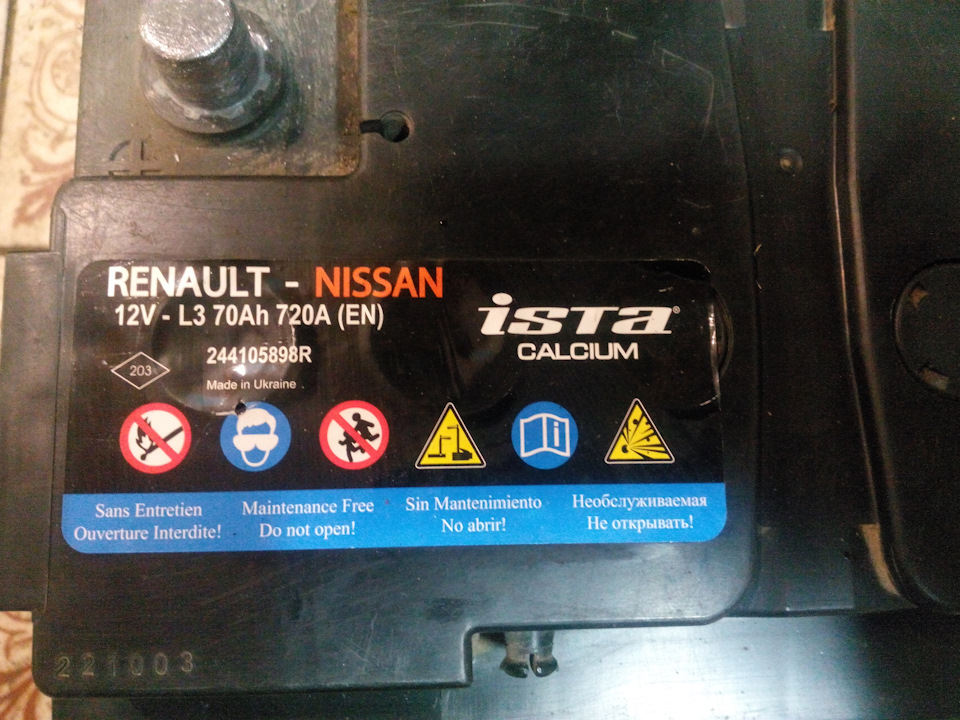 RENAULT - NISSAN
12V - L3 70Ah 720A (EN)
ista®
CALCIUM
244105898R
203
Made in Ukraine
Sans Entretien
Ouverture Interdite!
Maintenance Free
Do not open!
Sin Mantenimiento
No abrir!
Необслуживаемая
Не открывать!
221003